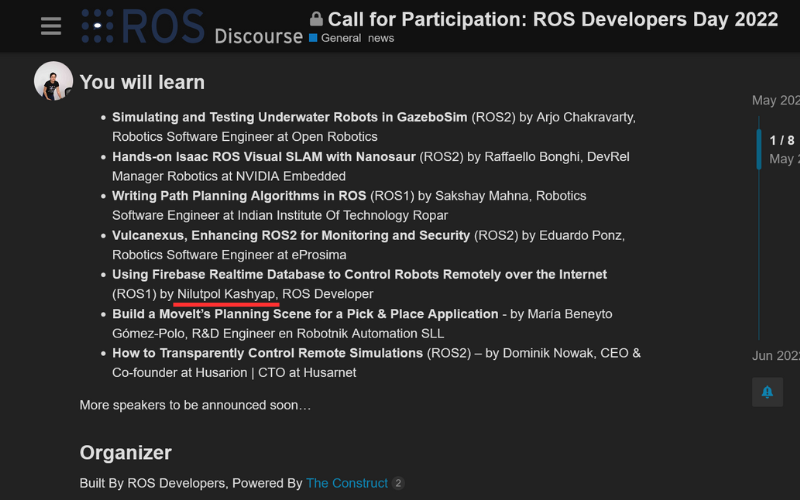 ROS Discourse
Call for Participation: ROS Developers Day 2022
General news
You will learn
Simulating and Testing Underwater Robots in GazeboSim (ROS2) by Arjo Chakravarty,
Robotics Software Engineer at Open Robotics
Hands-on Isaac ROS Visual SLAM with Nanosaur (ROS2) by Raffaello Bonghi, DevRel
Manager Robotics at NVIDIA Embedded
Writing Path Planning Algorithms in ROS (ROS1) by Sakshay Mahna, Robotics
Software Engineer at Indian Institute Of Technology Ropar
Vulcanexus, Enhancing ROS2 for Monitoring and Security (ROS2) by Eduardo Ponz,
Robotics Software Engineer at eProsima
Using Firebase Realtime Database to Control Robots Remotely over the Internet
(ROS1) by Nilutpol Kashyap, ROS Developer
Build a MoveIt's Planning Scene for a Pick & Place Application - by María Beneyto
Gómez-Polo, R&D Engineer en Robotnik Automation SLL
How to Transparently Control Remote Simulations (ROS2) – by Dominik Nowak, CEO &
Co-founder at Husarion | CTO at Husarnet
More speakers to be announced soon…
Organizer
Built By ROS Developers, Powered By The Construct 2
May 202
1 / 8
May 2
Jun 2022